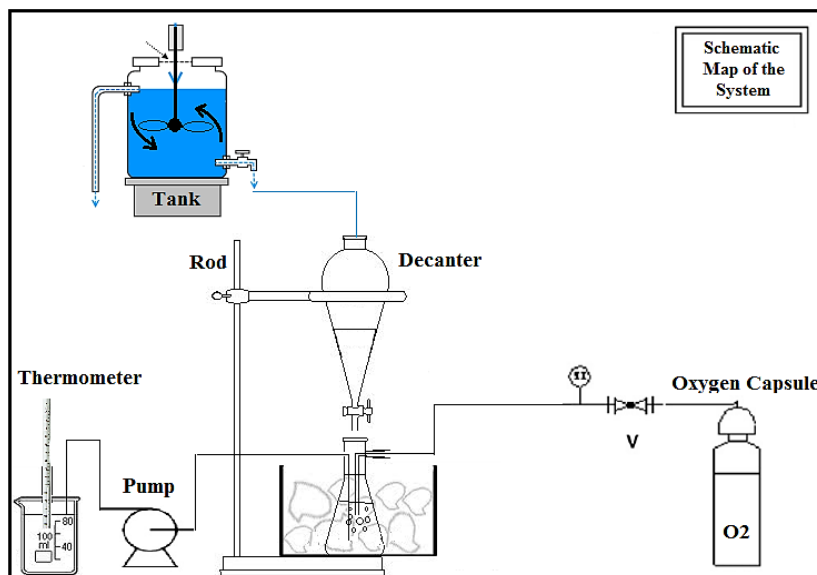 Schematic
Map of the
System
Tank
Rod
Decanter
Thermometer
Oxygen Capsule
V
Pump
80
100
ml
40
O2